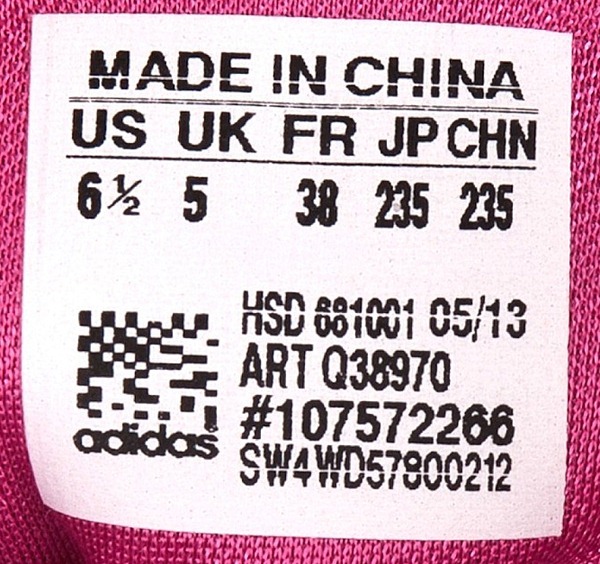 MADE IN CHINA
US UK FR JP CHN
6½ 5 38 235 235
HSD 681001 05/13
ART Q38970
#107572266
adidas
SW4WD57800212